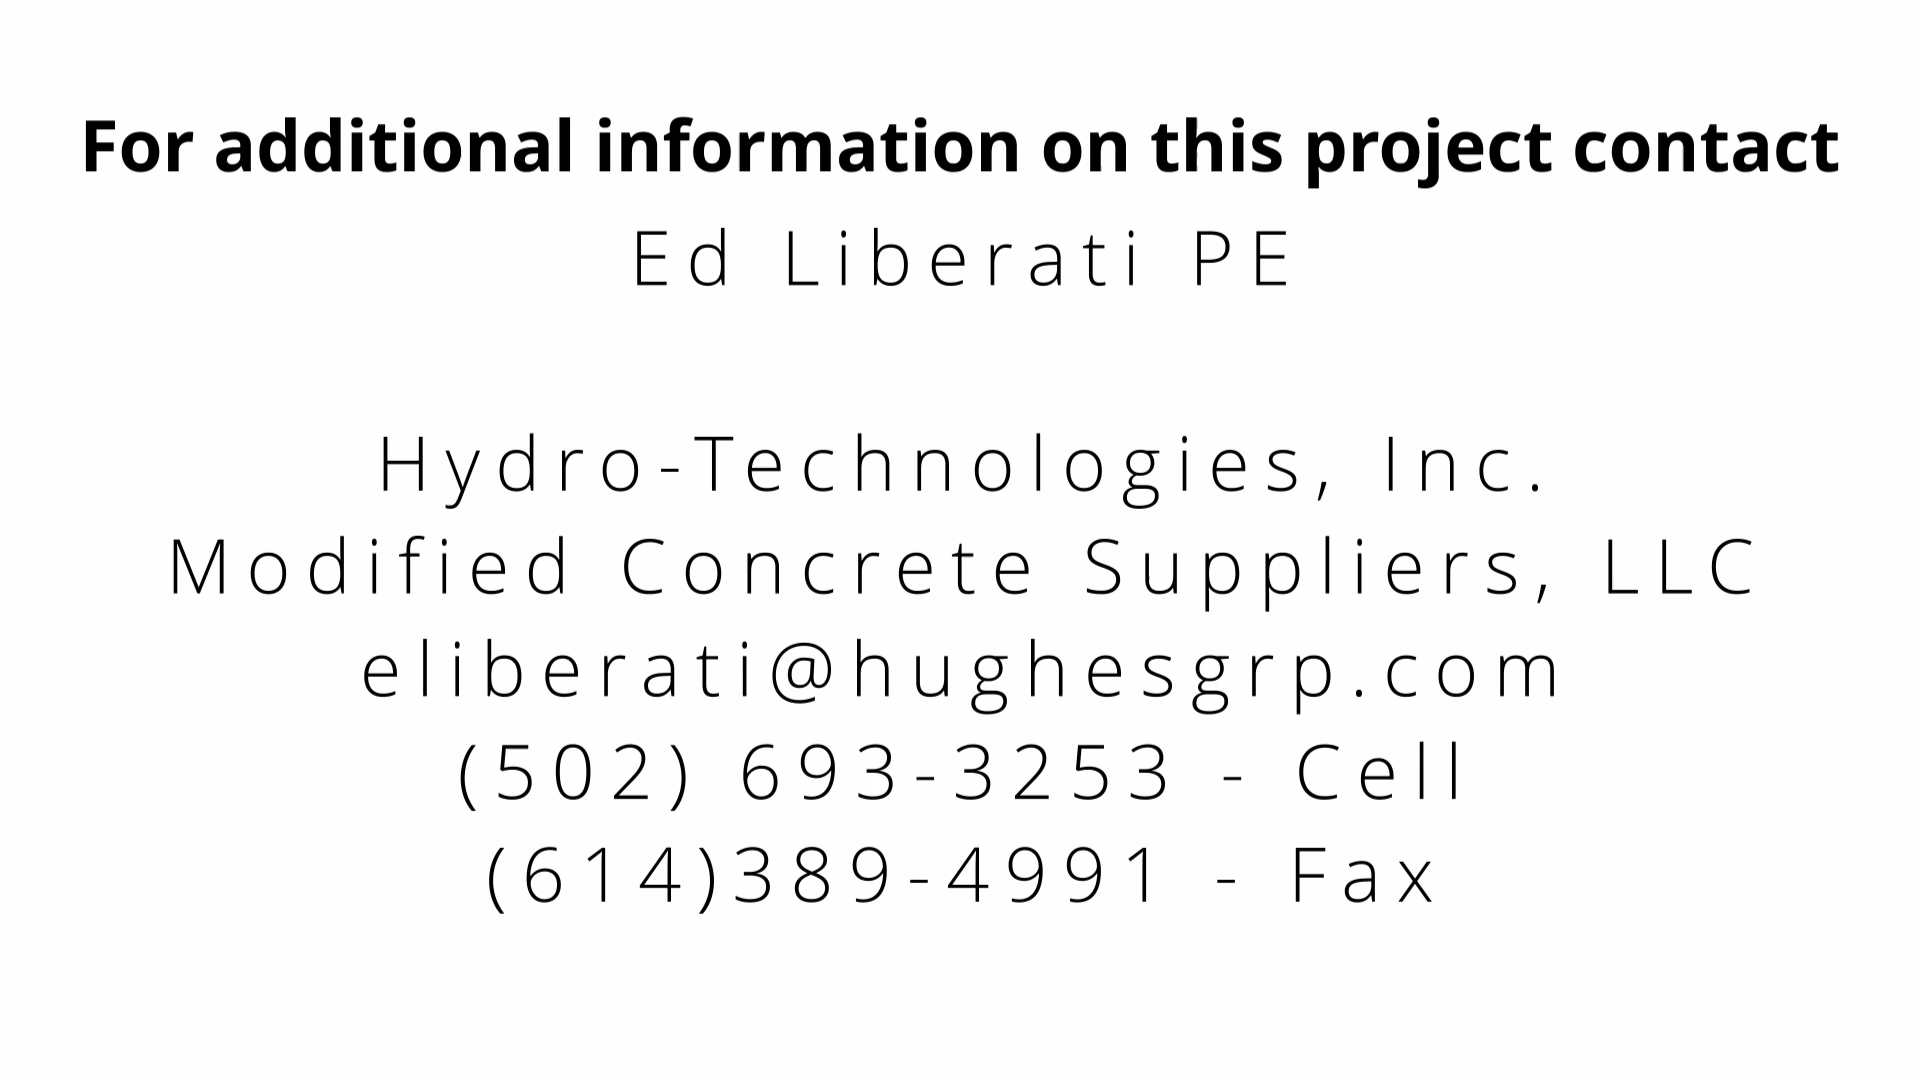 For additional information on this project contact
Ed Liberati PE
Hydro-Technologies, Inc.
Modified Concrete Suppliers, LLC
eliberati@hughesgrp.com
(502) 693-3253 - Cell
(614)389-4991 - Fax